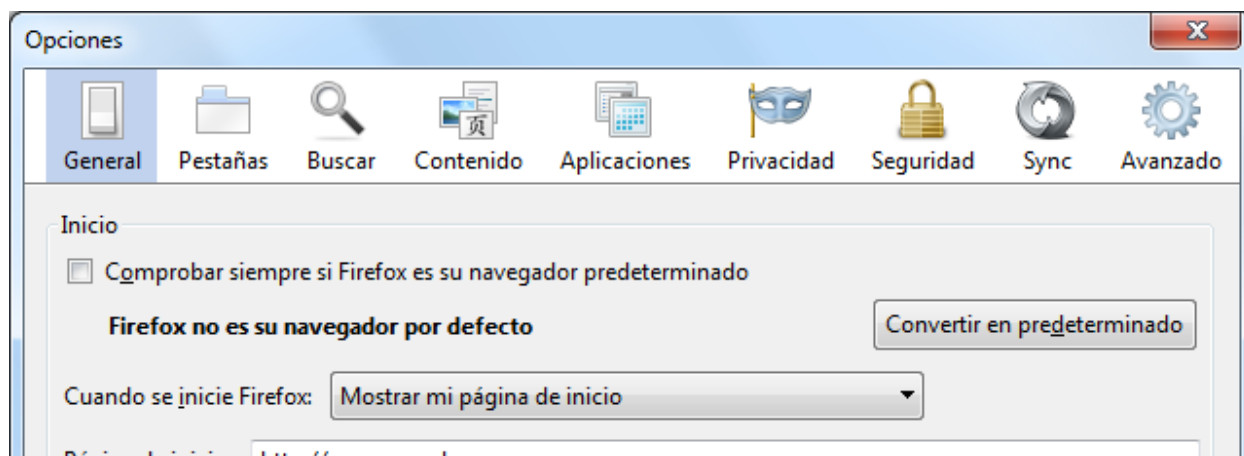 Opciones
General Pestañas Buscar Contenido Aplicaciones Privacidad Seguridad Sync Avanzado
Inicio
Comprobar siempre si Firefox es su navegador predeterminado
Firefox no es su navegador por defecto Convertir en predeterminado
Cuando se inicie Firefox: Mostrar mi página de inicio